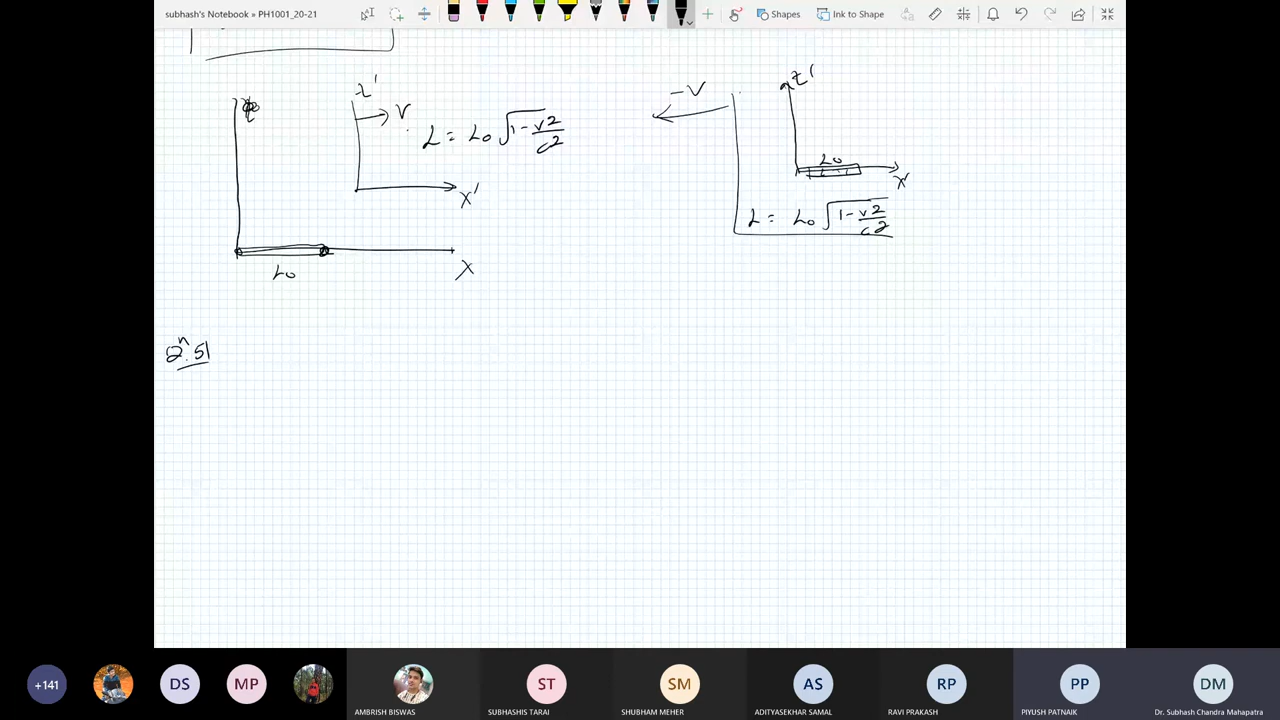 subhash's Notebook » PH1001_20-21
Shapes
Ink to Shape
z'
V
L = L0 √1-v2/c2
X'
L0
X
-V
z'
L0
X'
L = L0 √1-v2/c2
2n.51
+141
DS
MP
ST
SM
AS
RP
PP
DM
AMBRISH BISWAS
SUBHASHIS TARAI
SHUBHAM MEHER
ADITYASEKHAR SAMAL
RAVI PRAKASH
PIYUSH PATNAIK
Dr. Subhash Chandra Mahapatra